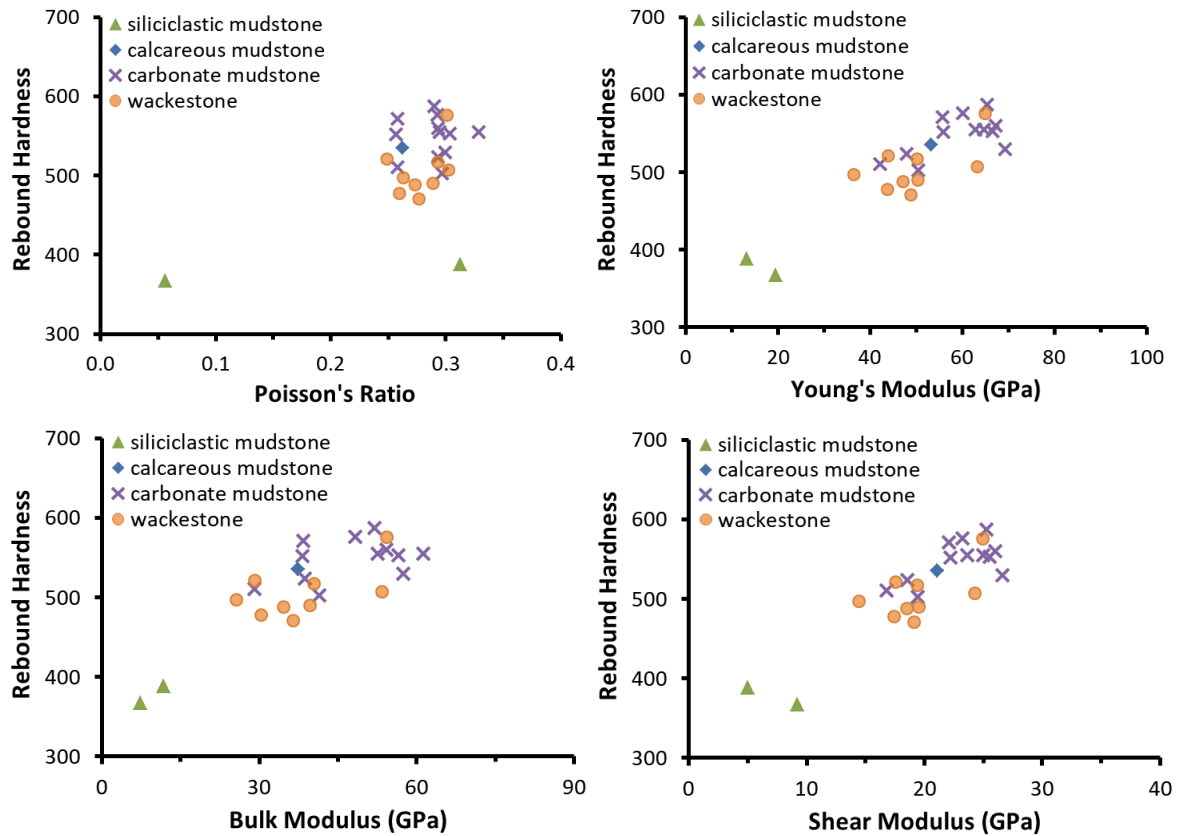 700
600
500
400
300
Rebound Hardness
siliciclastic mudstone
calcareous mudstone
carbonate mudstone
wackestone
0.0
0.1
0.2
0.3
0.4
Poisson's Ratio
700
600
500
400
300
Rebound Hardness
siliciclastic mudstone
calcareous mudstone
carbonate mudstone
wackestone
0
20
40
60
80
100
Young's Modulus (GPa)
700
600
500
400
300
Rebound Hardness
siliciclastic mudstone
calcareous mudstone
carbonate mudstone
wackestone
0
30
60
90
Bulk Modulus (GPa)
700
600
500
400
300
Rebound Hardness
siliciclastic mudstone
calcareous mudstone
carbonate mudstone
wackestone
0
10
20
30
40
Shear Modulus (GPa)